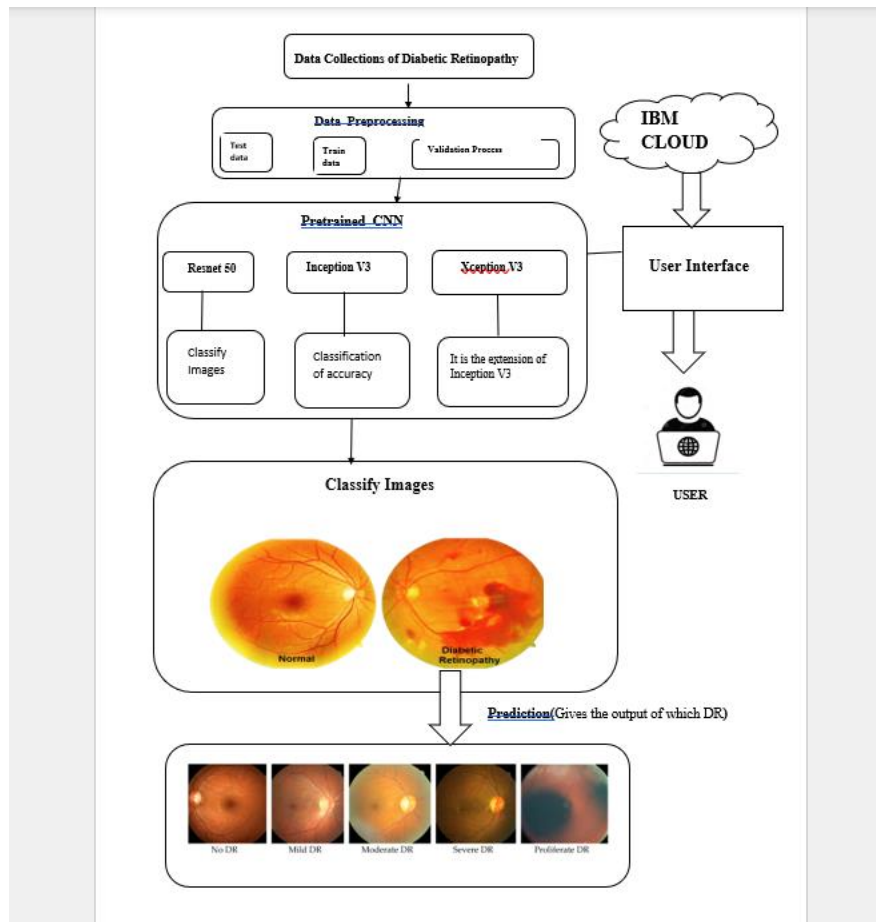 Data Collections of Diabetic Retinopathy
Data Preprocessing
Test
data
Train
data
Validation Process
IBM
CLOUD
Pretrained CNN
Resnet 50
Inception V3
Xception V3
User Interface
Classify
Images
Classification
of accuracy
It is the extension of
Inception V3
USER
Classify Images
Normal
Diabetic
Retinopathy
Prediction(Gives the output of which DR)
No DR
Mild DR
Moderate DR
Severe DR
Proliferate DR